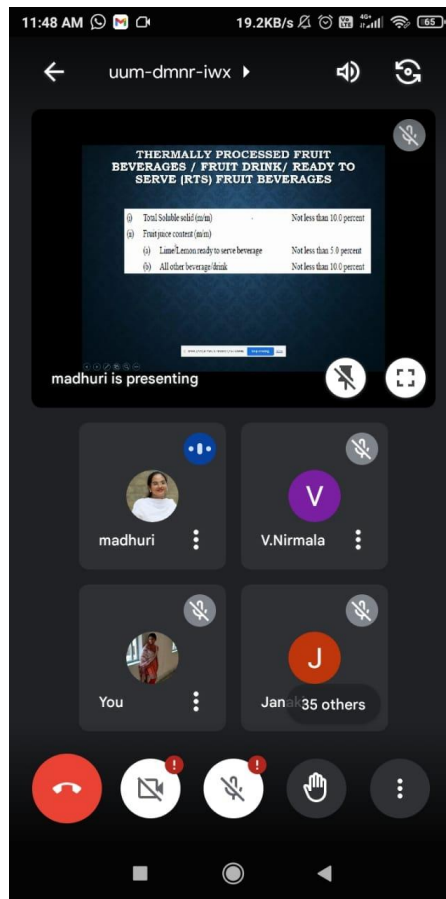 11:48 AM 19.2KB/s 4G+ 65
uum-dmnr-iwx
THERMALLY PROCESSED FRUIT
BEVERAGES / FRUIT DRINK/ READY TO
SERVE (RTS) FRUIT BEVERAGES
(i) Total Soluble solid (m/m) Not less than 10.0 percent
(ii) Fruit juice content (m/m)
(a) Lime/Lemon ready to serve beverage Not less than 5.0 percent
(b) All other beverage/drink Not less than 10.0 percent
madhuri is presenting
madhuri
V
V.Nirmala
You
J
Janak
35 others